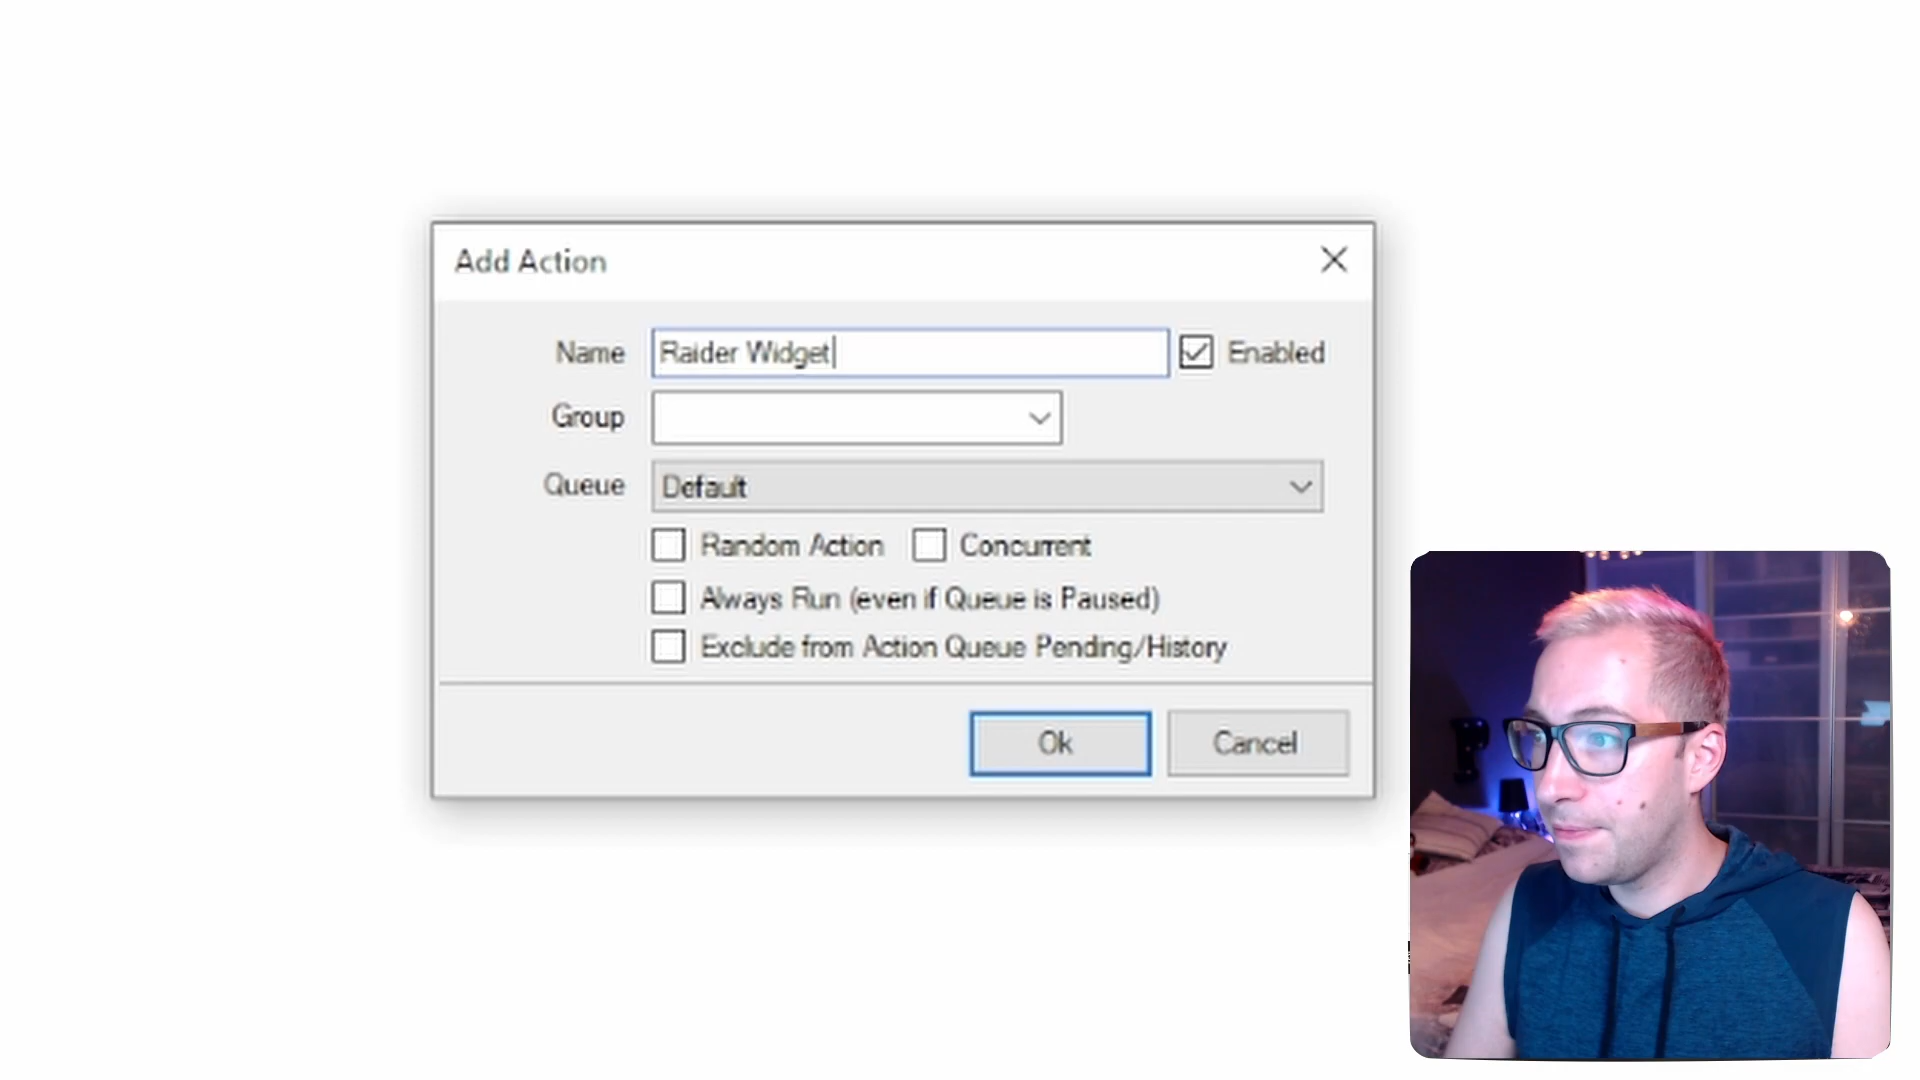 Add Action
Name Raider Widget Enabled
Group
Queue Default
Random Action Concurrent
Always Run (even if Queue is Paused)
Exclude from Action Queue Pending/History
Ok Cancel